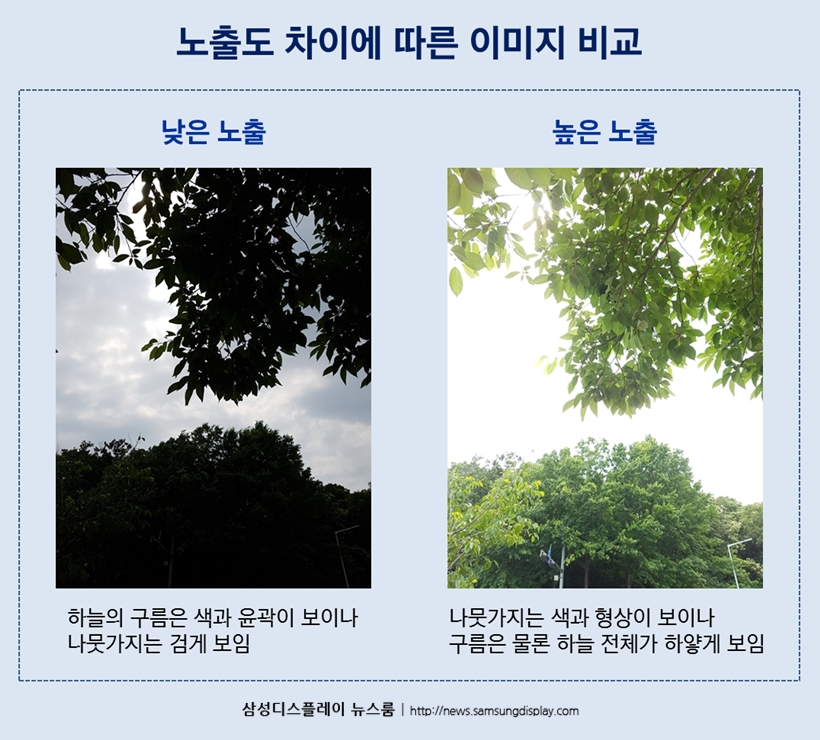 노출도 차이에 따른 이미지 비교
낮은 노출
높은 노출
하늘의 구름은 색과 윤곽이 보이나
나뭇가지는 검게 보임
나뭇가지는 색과 형상이 보이나
구름은 물론 하늘 전체가 하얗게 보임
삼성디스플레이 뉴스룸 | http://news.samsungdisplay.com